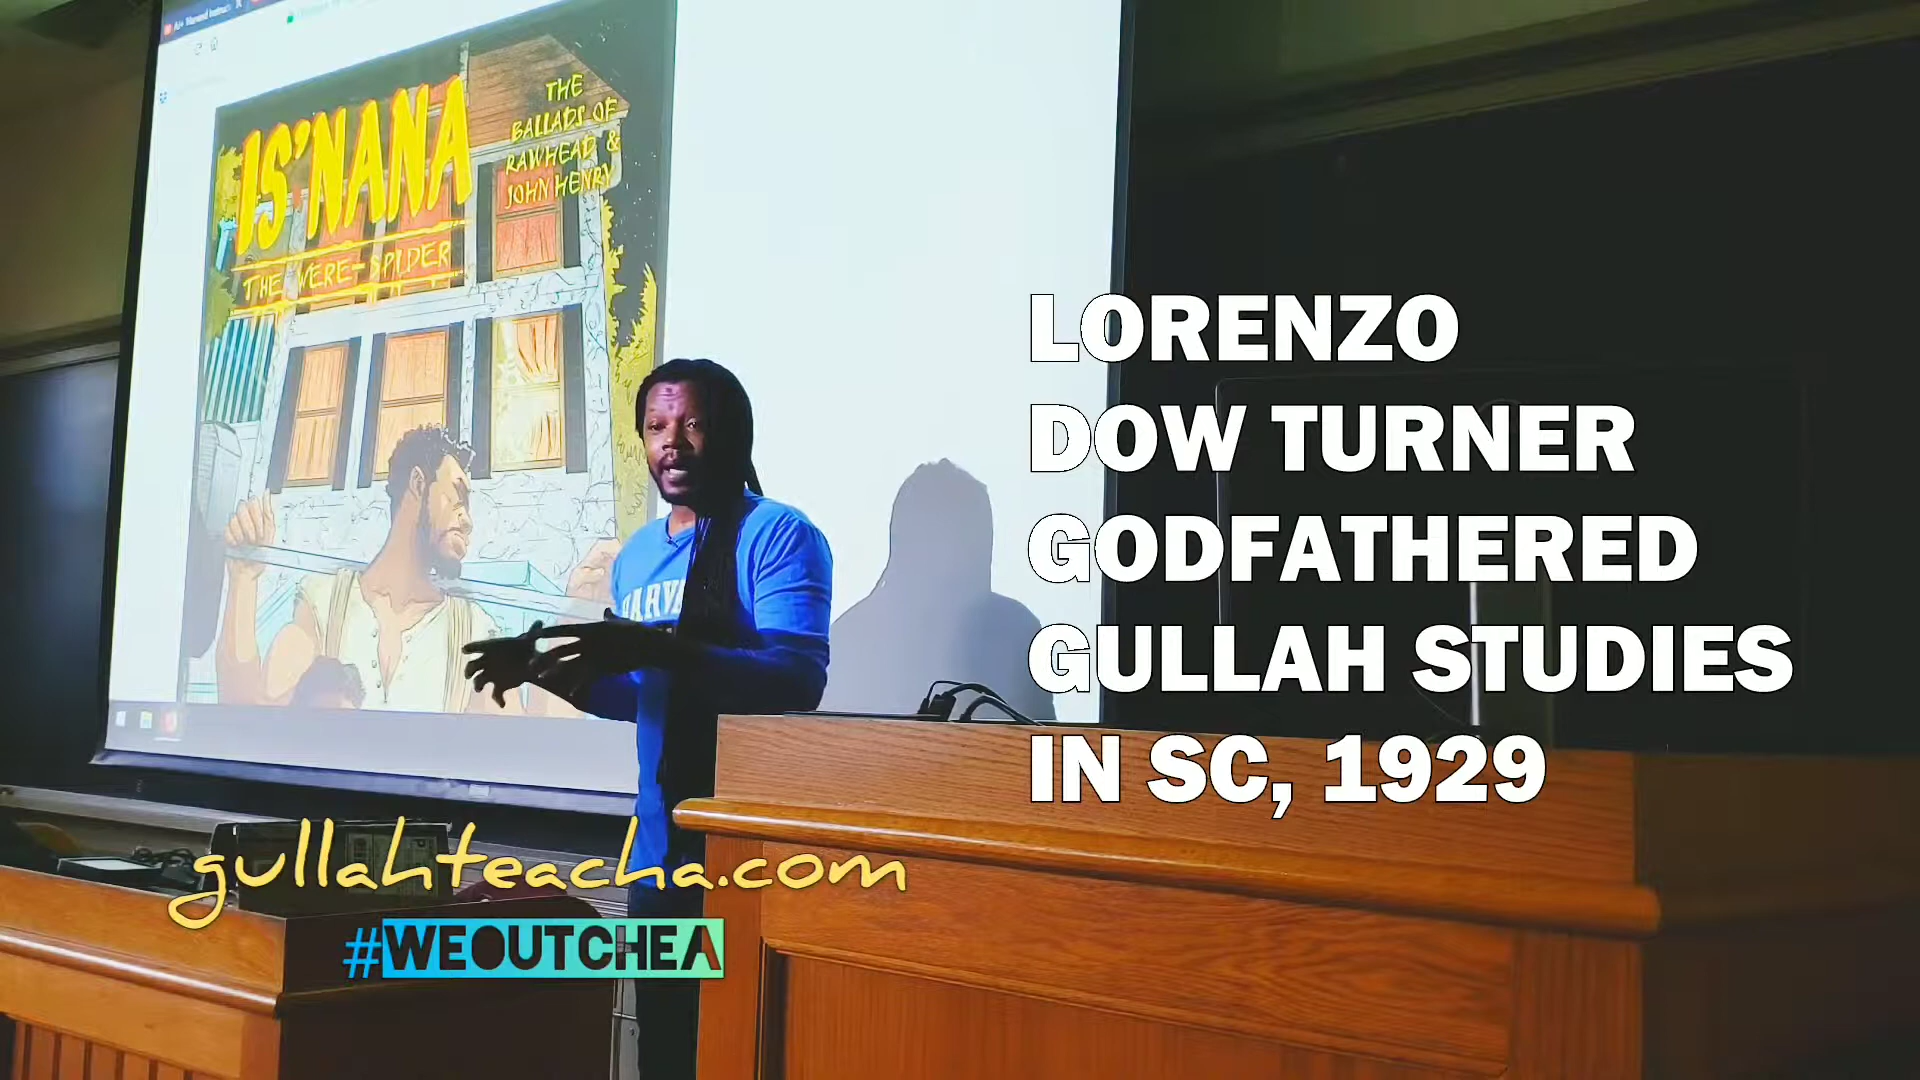 IS'NANA
THE WERE-SPIDER
THE
BALLADS OF
RAWHEAD &
JOHN HENRY
HARVA
LORENZO
DOW TURNER
GODFATHERED
GULLAH STUDIES
IN SC, 1929
gullahteacha.com
#WEOUTCHEA